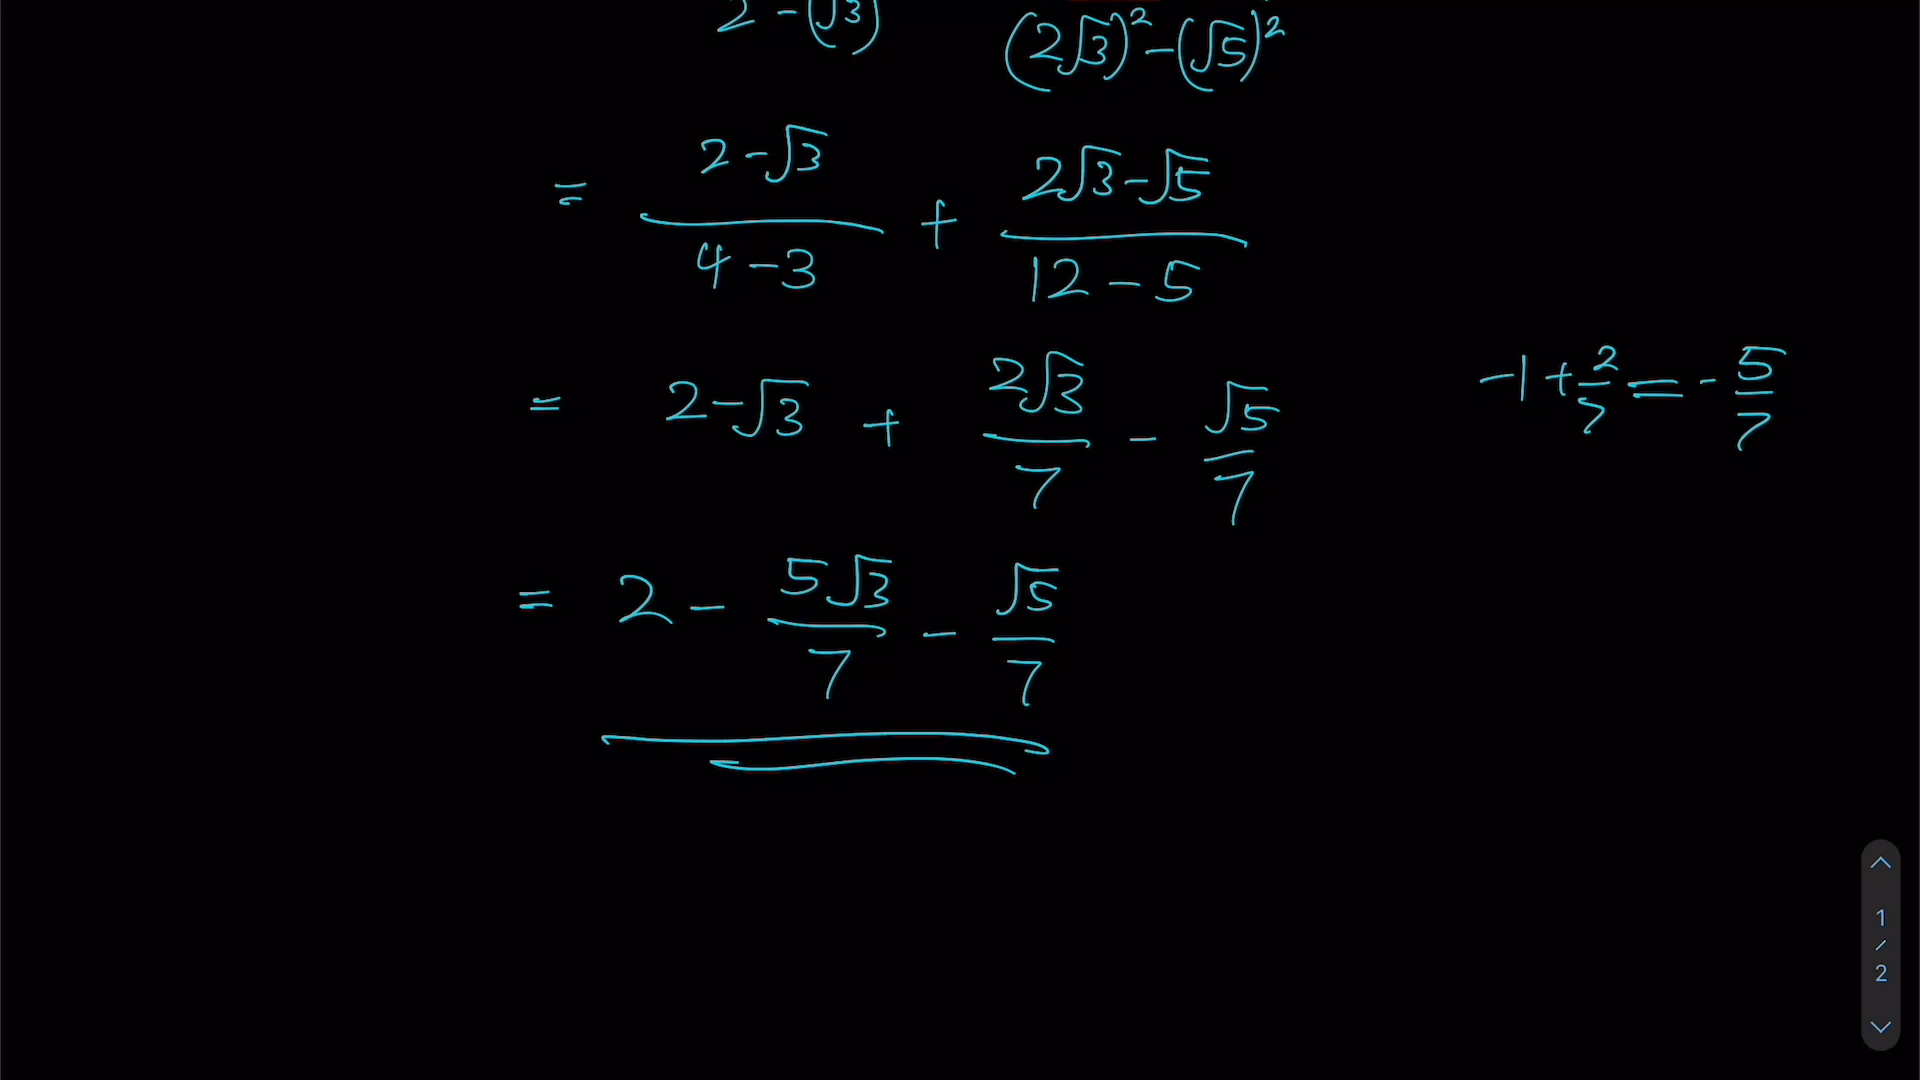 2 - (√3)
(2√3)² - (√5)²
= (2 - √3)/(4 - 3) + (2√3 - √5)/(12 - 5)
= 2 - √3 + 2√3/7 - √5/7
-1 + 2/7 = -5/7
= 2 - 5√3/7 - √5/7
1
/
2